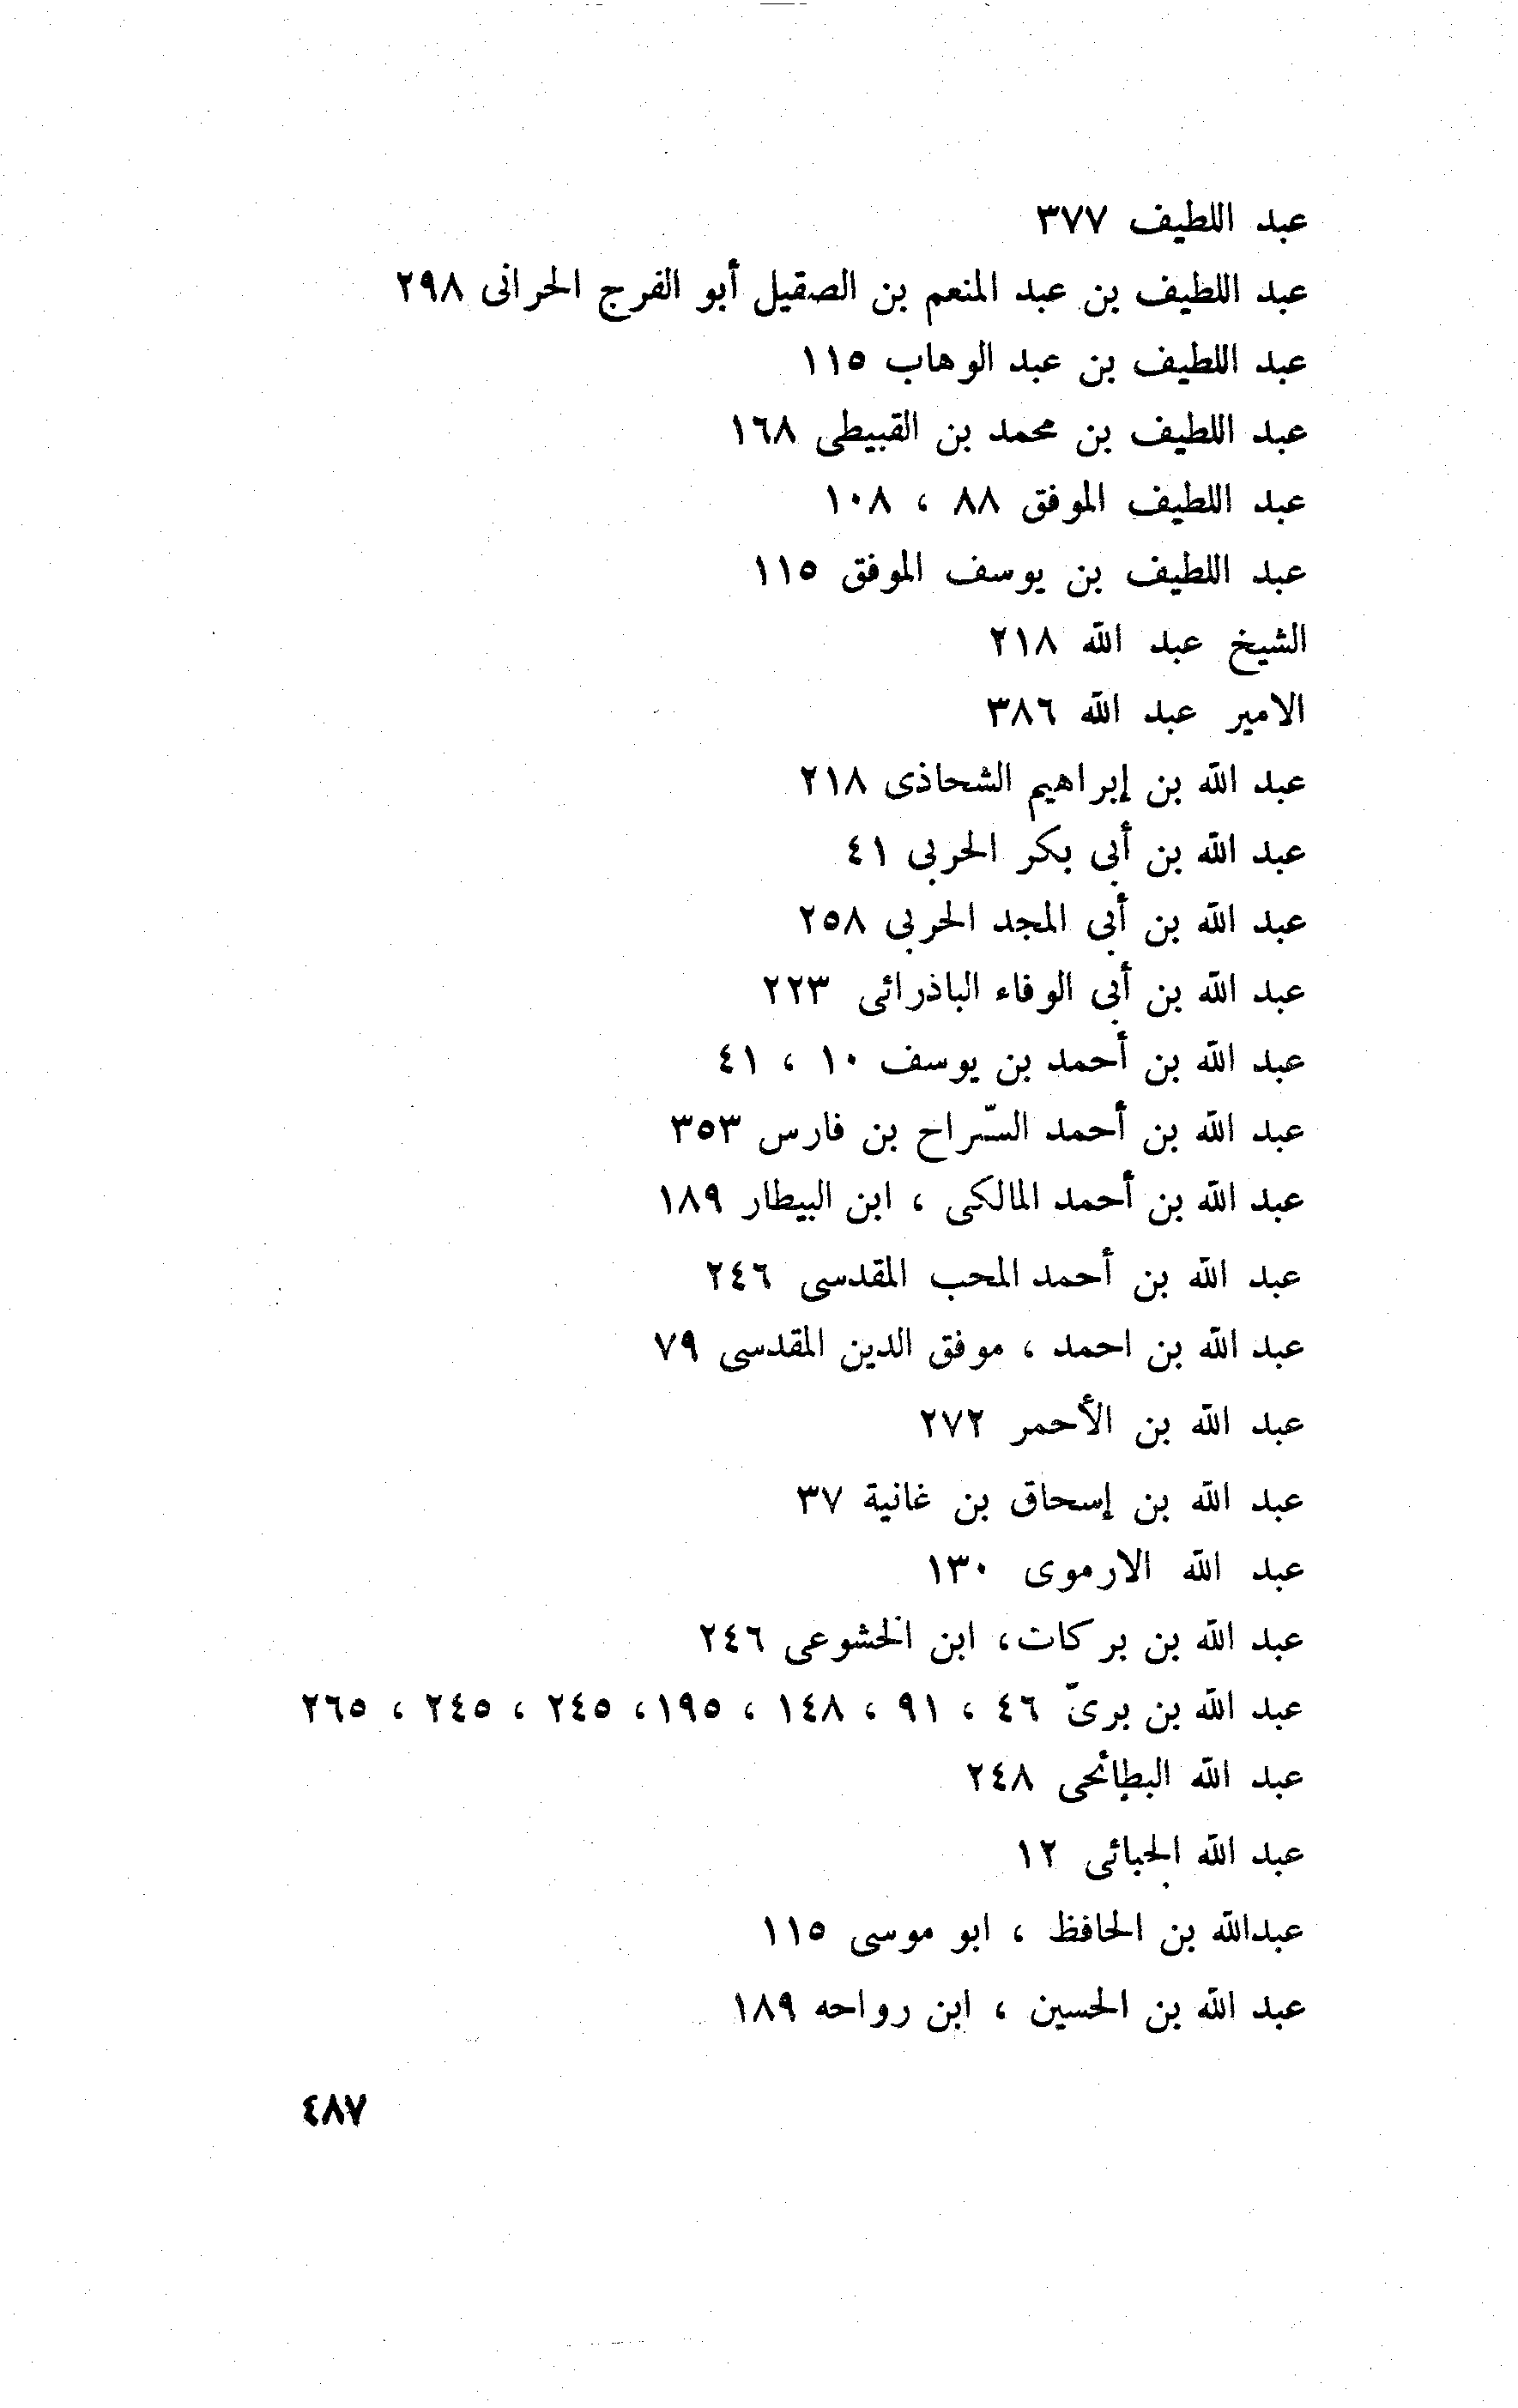 عبد اللطيف ٣٧٧
عبد اللطيف بن عبد المنعم بن الصقيل أبو الفرج الحرانى ٢٩٨
عبد اللطيف بن عبد الوهاب ١١٥
عبد اللطيف بن محمد بن القبيطى ١٦٨
عبد اللطيف الموفق ٨٨ ، ١٠٨
عبد اللطيف بن يوسف الموفق ١١٥
الشيخ عبد الله ٢١٨
الامير عبد الله ٣٨٦
عبد الله بن إبراهيم الشحاذى ٢١٨
عبد الله بن أبى بكر الحربى ٤١
عبد الله بن أبى المجد الحربى ٢٥٨
عبد الله بن أبى الوفاء الباذرائى ٢٢٣
عبد الله بن أحمد بن يوسف ١٠ ، ٤١
عبد الله بن أحمد السّراح بن فارس ٣٥٣
عبد الله بن أحمد المالكى ، ابن البيطار ١٨٩
عبد الله بن أحمد المحب المقدسى ٢٤٦
عبد الله بن احمد ، موفق الدين المقدسى ٧٩
عبد الله بن الأحمر ٢٧٢
عبد الله بن إسحاق بن غانية ٣٧
عبد الله الارموى ١٣٠
عبد الله بن بركات، ابن الخشوعى ٢٤٦
عبد الله بن برىّ ٤٦ ، ٩١ ، ١٤٨ ، ١٩٥، ٢٤٥ ، ٢٤٥ ، ٢٦٥
عبد الله البطائحى ٢٤٨
عبد الله الجبائى ١٢
عبدالله بن الحافظ ، ابو موسى ١١٥
عبد الله بن الحسين ، ابن رواحه ١٨٩
٤٨٧